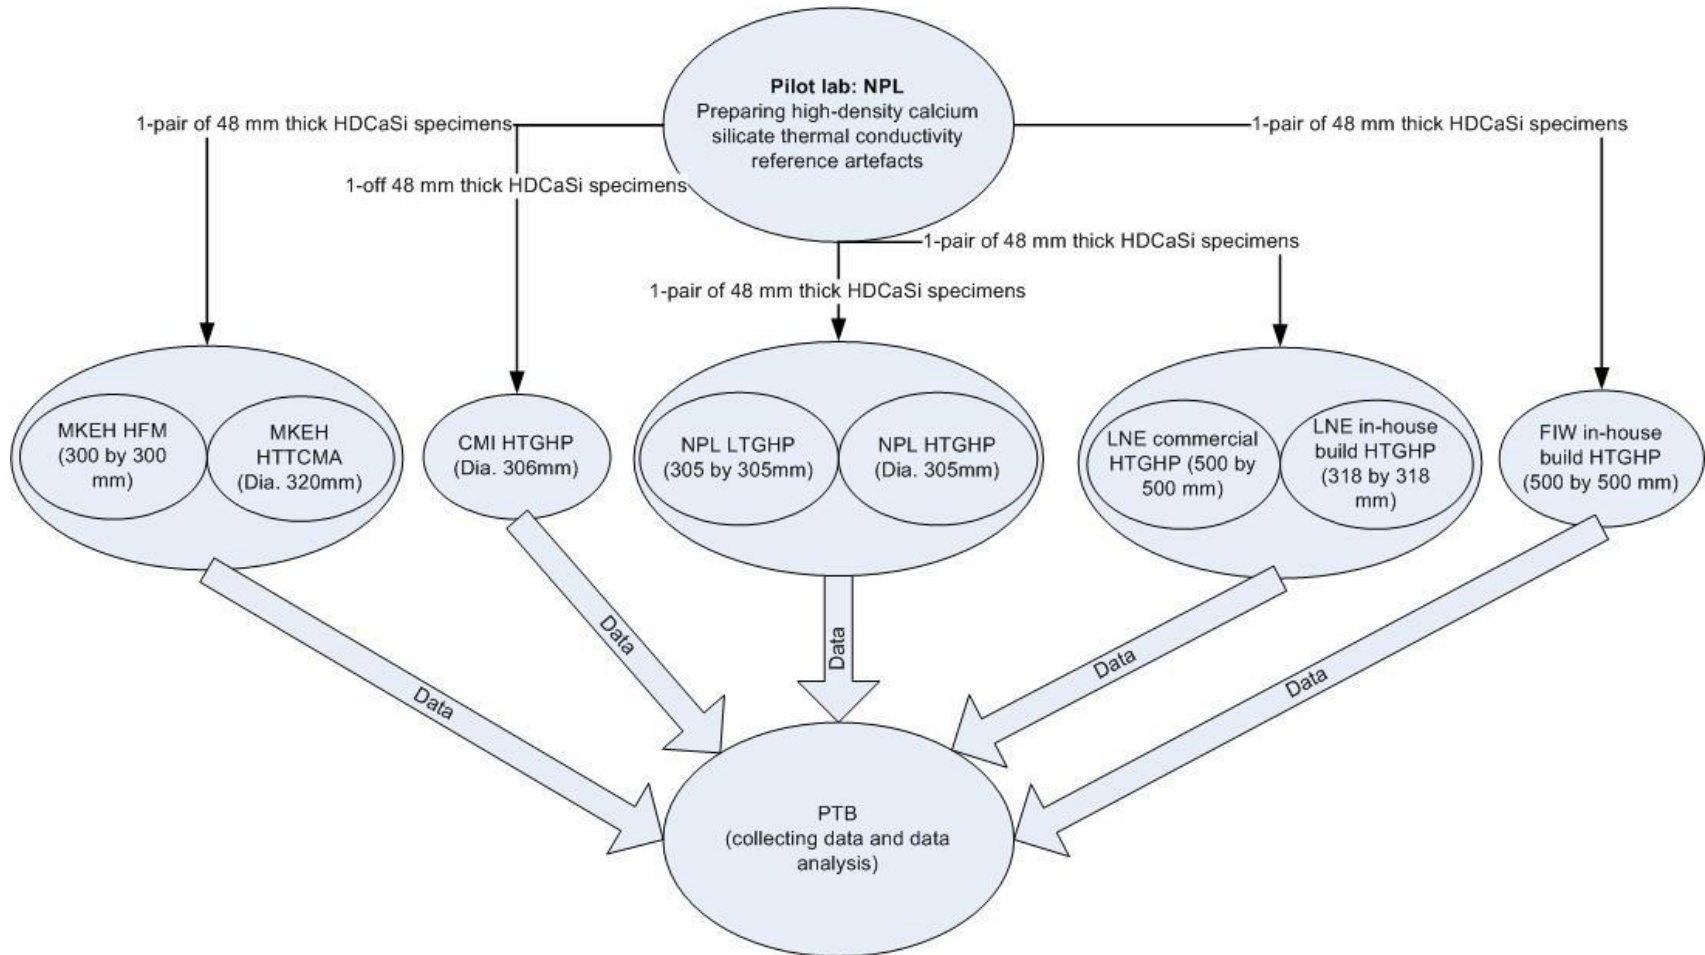 Pilot lab: NPL
Preparing high-density calcium
silicate thermal conductivity
reference artefacts
1-pair of 48 mm thick HDCaSi specimens
1-pair of 48 mm thick HDCaSi specimens
1-off 48 mm thick HDCaSi specimens
1-pair of 48 mm thick HDCaSi specimens
1-pair of 48 mm thick HDCaSi specimens
MKEH HFM
(300 by 300
mm)
MKEH
HTTCMA
(Dia. 320mm)
CMI HTGHP
(Dia. 306mm)
NPL LTGHP
(305 by 305mm)
NPL HTGHP
(Dia. 305mm)
LNE commercial
HTGHP (500 by
500 mm)
LNE in-house
build HTGHP
(318 by 318
mm)
FIW in-house
build HTGHP
(500 by 500 mm)
Data
Data
Data
Data
Data
PTB
(collecting data and data
analysis)